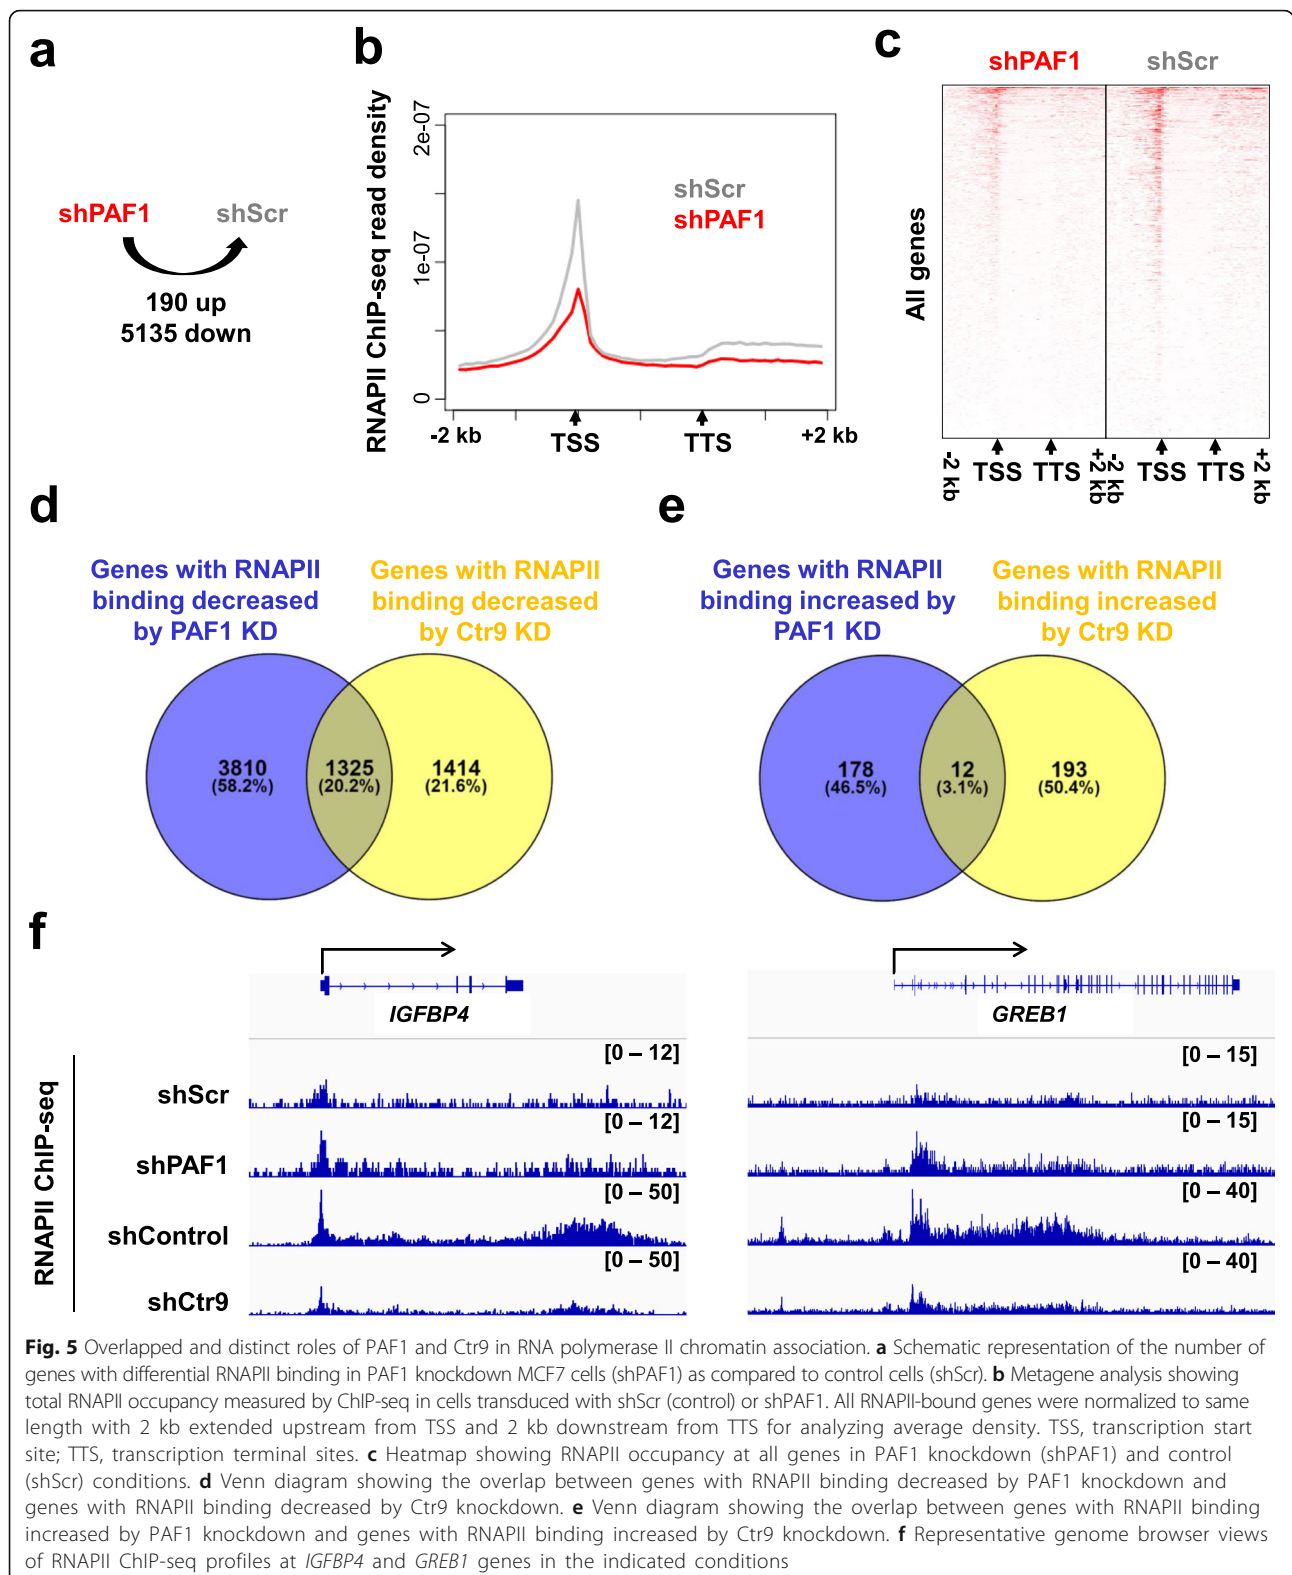 a
shPAF1 shScr
190 up
5135 down
b
RNAPII ChIP-seq read density
2e-07
1e-07
0
shScr
shPAF1
-2 kb TSS TTS +2 kb
c
shPAF1 shScr
All genes
-2 kb TSS TTS +2 kb -2 kb TSS TTS +2 kb
d
Genes with RNAPII
binding decreased
by PAF1 KD
Genes with RNAPII
binding decreased
by Ctr9 KD
3810
(58.2%)
1325
(20.2%)
1414
(21.6%)
e
Genes with RNAPII
binding increased by
PAF1 KD
Genes with RNAPII
binding increased
by Ctr9 KD
178
(46.5%)
12
(3.1%)
193
(50.4%)
f
IGFBP4
GREB1
RNAPII ChIP-seq
shScr [0 – 12] [0 – 15]
shPAF1 [0 – 12] [0 – 15]
shControl [0 – 50] [0 – 40]
shCtr9 [0 – 50] [0 – 40]
Fig. 5 Overlapped and distinct roles of PAF1 and Ctr9 in RNA polymerase II chromatin association. a Schematic representation of the number of
genes with differential RNAPII binding in PAF1 knockdown MCF7 cells (shPAF1) as compared to control cells (shScr). b Metagene analysis showing
total RNAPII occupancy measured by ChIP-seq in cells transduced with shScr (control) or shPAF1. All RNAPII-bound genes were normalized to same
length with 2 kb extended upstream from TSS and 2 kb downstream from TTS for analyzing average density. TSS, transcription start
site; TTS, transcription terminal sites. c Heatmap showing RNAPII occupancy at all genes in PAF1 knockdown (shPAF1) and control
(shScr) conditions. d Venn diagram showing the overlap between genes with RNAPII binding decreased by PAF1 knockdown and
genes with RNAPII binding decreased by Ctr9 knockdown. e Venn diagram showing the overlap between genes with RNAPII binding
increased by PAF1 knockdown and genes with RNAPII binding increased by Ctr9 knockdown. f Representative genome browser views
of RNAPII ChIP-seq profiles at IGFBP4 and GREB1 genes in the indicated conditions